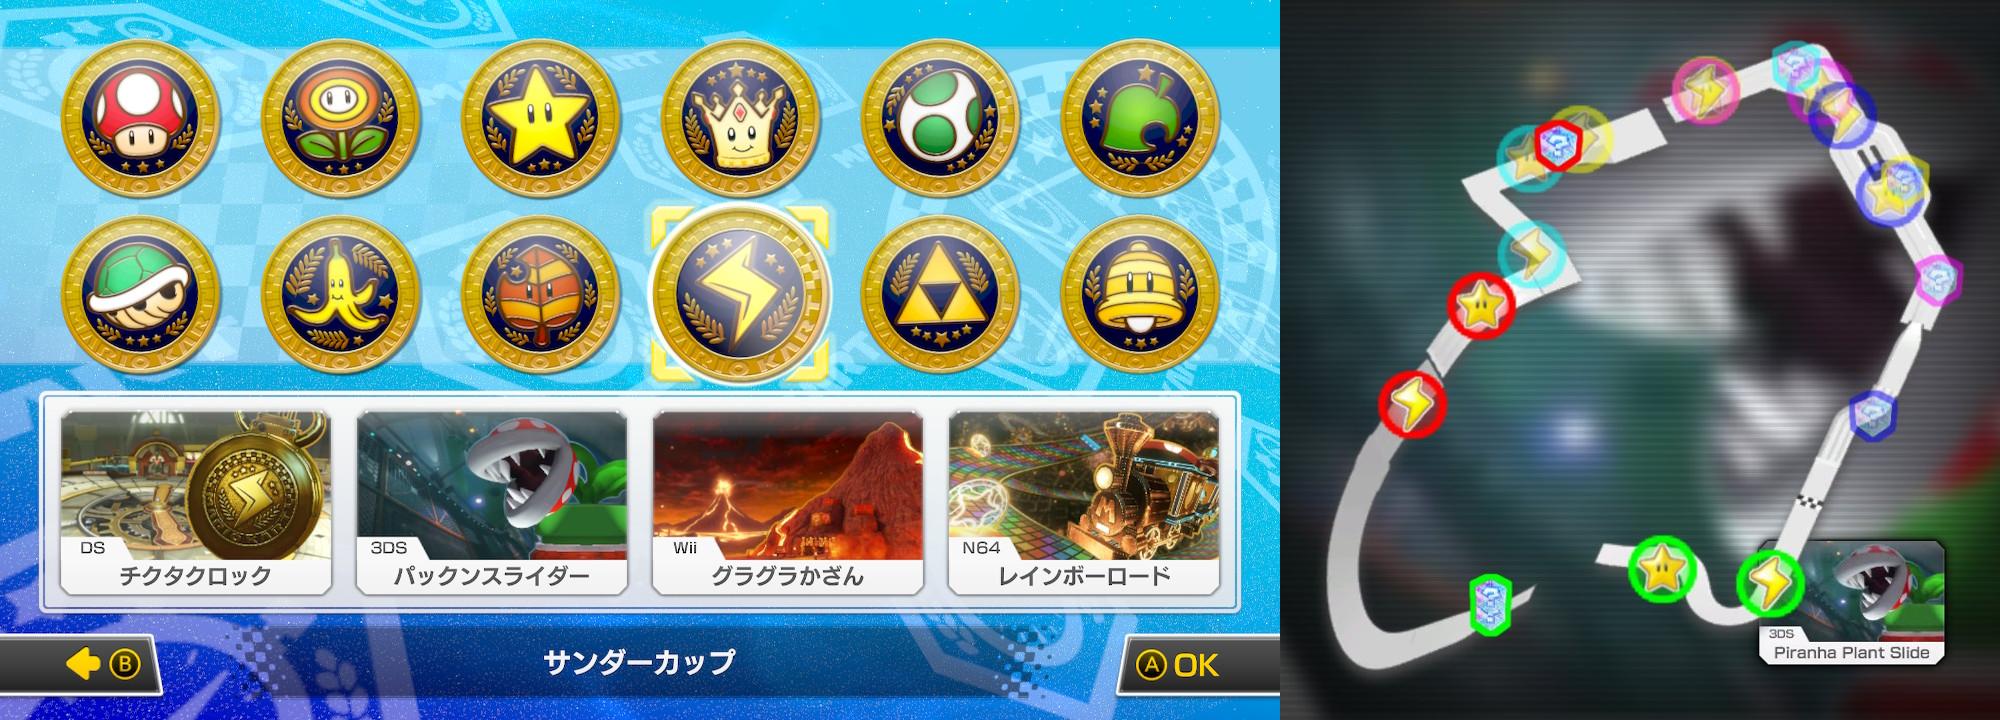 DS
チクタクロック
3DS
パックンスライダー
Wii
グラグラかざん
N64
レインボーロード
B
サンダーカップ
A OK
3DS
Piranha Plant Slide